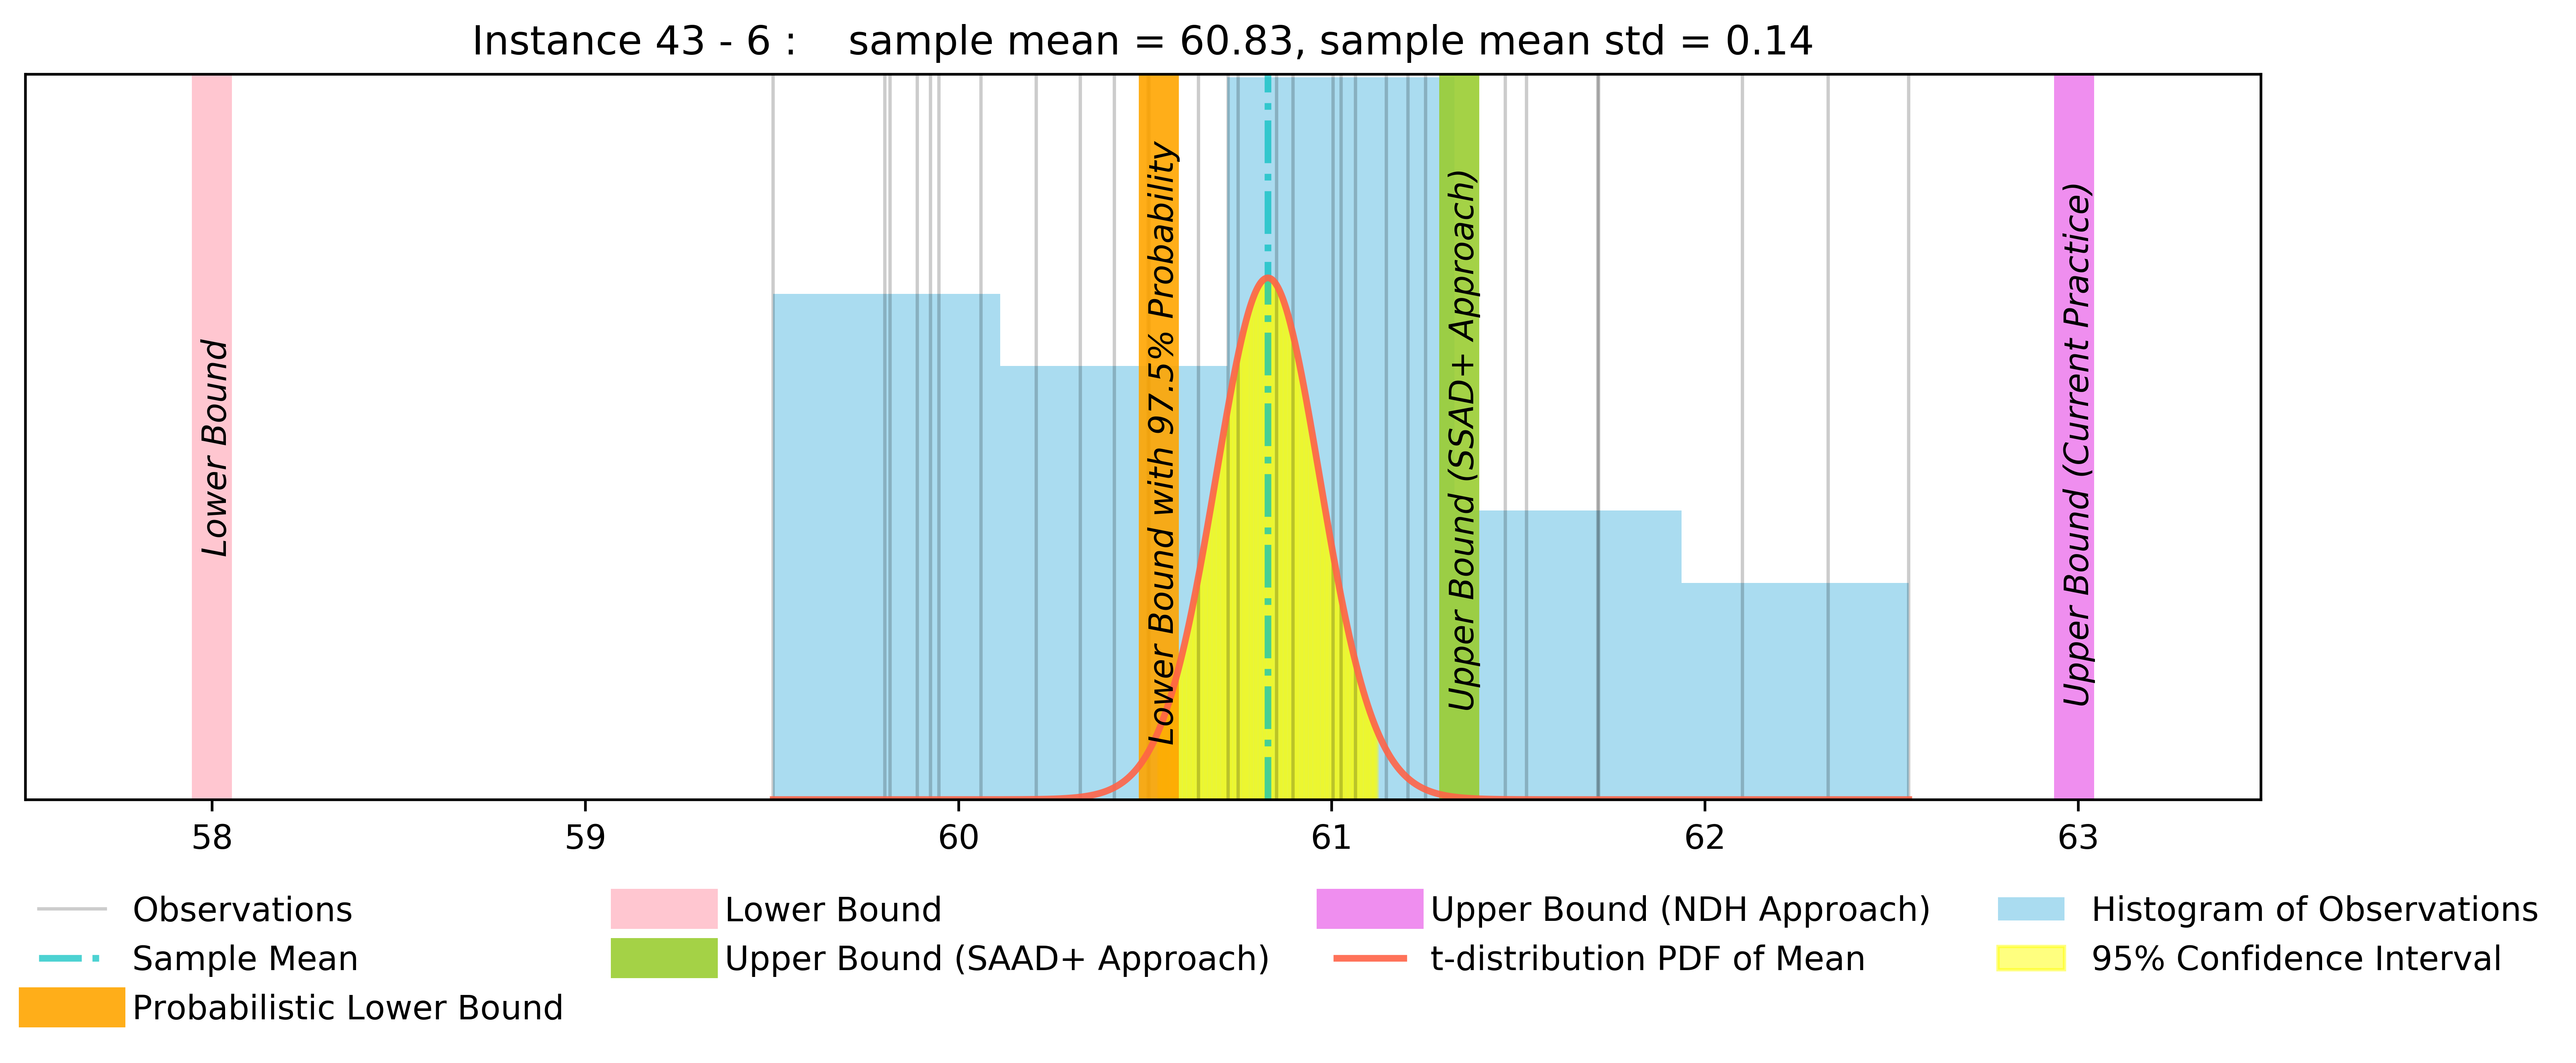 Instance 43 - 6 :    sample mean = 60.83, sample mean std = 0.14
Lower Bound
Lower Bound with 97.5% Probability
Upper Bound (SSAD+ Approach)
Upper Bound (Current Practice)
58 59 60 61 62 63
Observations
Sample Mean
Probabilistic Lower Bound
Lower Bound
Upper Bound (SAAD+ Approach)
Upper Bound (NDH Approach)
t-distribution PDF of Mean
Histogram of Observations
95% Confidence Interval